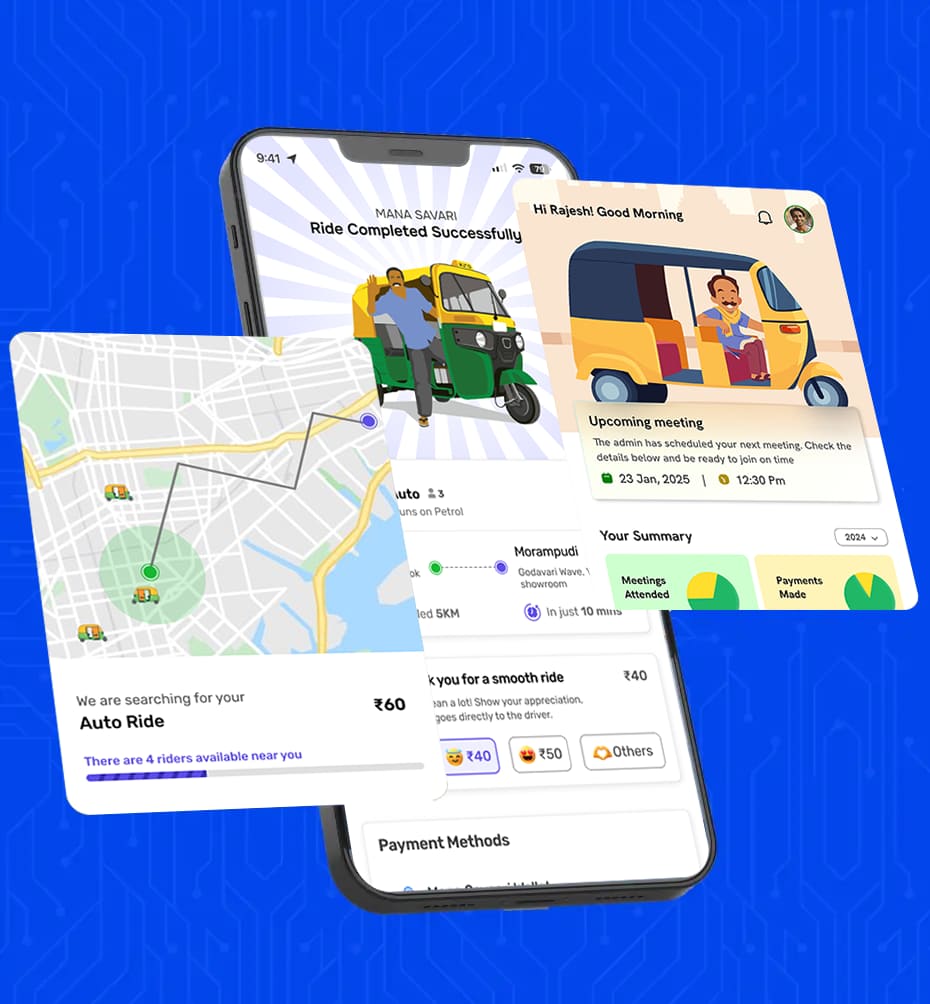 9:41
79
MANA SAVARI
Ride Completed Successfully
Hi Rajesh! Good Morning
Upcoming meeting
The admin has scheduled your next meeting. Check the
details below and be ready to join on time
23 Jan, 2025 | 12:30 Pm
Your Summary
2024
Meetings
Attended
Payments
Made
uto 3
uns on Petrol
Morampudi
ok
Godavari Wave,
showroom
led 5KM
In just 10 mins
k you for a smooth ride
₹40
ean a lot! Show your appreciation,
goes directly to the driver.
₹40
₹50
Others
Payment Methods
We are searching for your
Auto Ride
₹60
There are 4 riders available near you